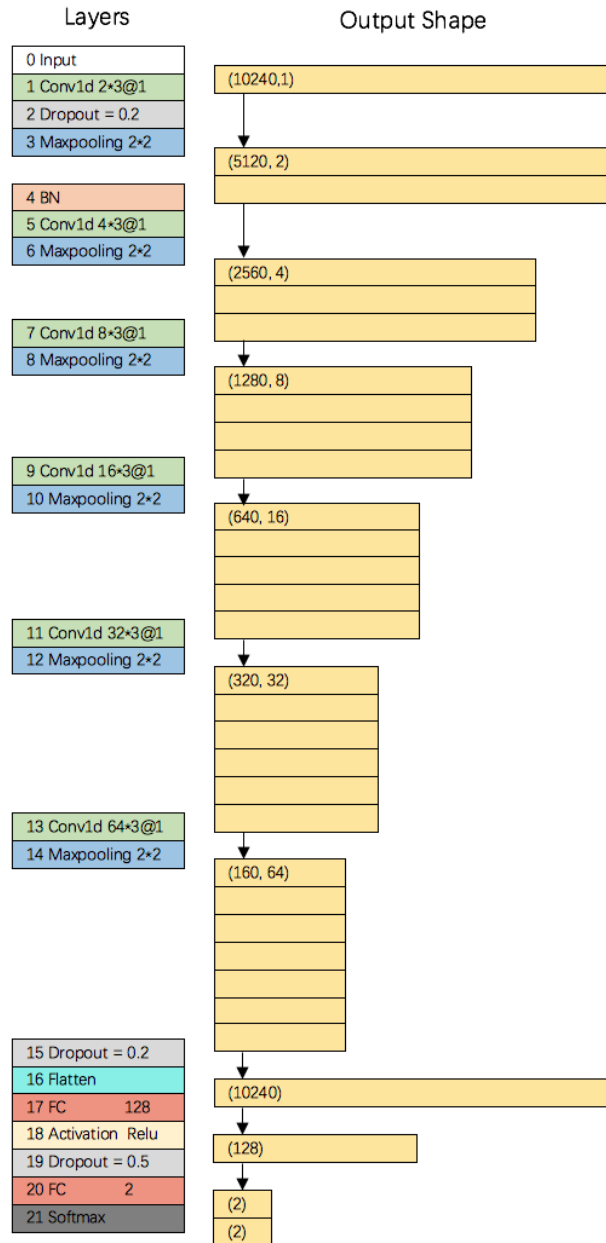 Layers
Output Shape
0 Input
1 Conv1d 2*3@1
2 Dropout = 0.2
3 Maxpooling 2*2
(10240,1)
(5120, 2)
4 BN
5 Conv1d 4*3@1
6 Maxpooling 2*2
(2560, 4)
7 Conv1d 8*3@1
8 Maxpooling 2*2
(1280, 8)
9 Conv1d 16*3@1
10 Maxpooling 2*2
(640, 16)
11 Conv1d 32*3@1
12 Maxpooling 2*2
(320, 32)
13 Conv1d 64*3@1
14 Maxpooling 2*2
(160, 64)
15 Dropout = 0.2
16 Flatten
17 FC 128
18 Activation Relu
19 Dropout = 0.5
20 FC 2
21 Softmax
(10240)
(128)
(2)
(2)